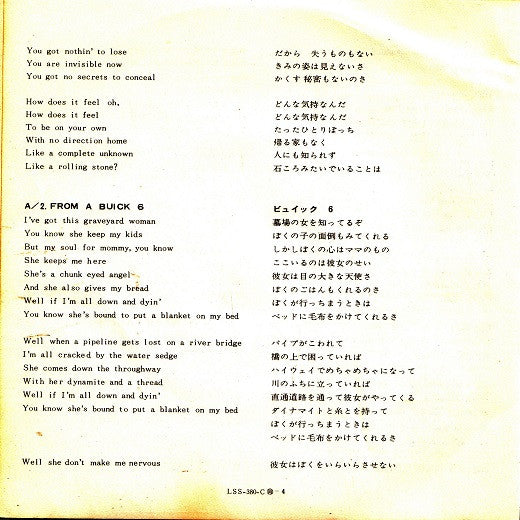 You got nothin' to lose
You are invisible now
You got no secrets to conceal
How does it feel oh,
How does it feel
To be on your own
With no direction home
Like a complete unknown
Like a rolling stone?
A/2. FROM A BUICK 6
I've got this graveyard woman
You know she keep my kids
But my soul for mommy, you know
She keeps me here
She's a chunk eyed angel
And she also gives my bread
Well if I'm all down and dyin'
You know she's bound to put a blanket on my bed
Well when a pipeline gets lost on a river bridge
I'm all cracked by the water sedge
She comes down the throughway
With her dynamite and a thread
Well if I'm all down and dyin'
You know she's bound to put a blanket on my bed
Well she don't make me nervous
だから 失うものもない
きみの姿は見えないさ
かくす秘密もないのさ
どんな気持なんだ
どんな気持なんだ
たったひとりぼっち
帰る家もなく
人にも知られず
石ころみたいでいることは
ビュイック 6
墓場の女を知ってるぞ
ぼくの子の面倒もみてくれる
しかしぼくの心はママのもの
ここいるのは彼女のせい
彼女は目の大きな天使さ
ぼくのごはんもくれるのさ
ぼくが行っちまうときは
ベッドに毛布をかけてくれるさ
パイプがこわれて
橋の上で困っていれば
ハイウェイでめちゃめちゃになって
川のふちに立っていれば
直通道路を通って彼女がやってくる
ダイナマイトと糸とを持って
ぼくが行っちまうときは
ベッドに毛布をかけてくれるさ
彼女はぼくをいらいらさせない
LSS-380-C
4